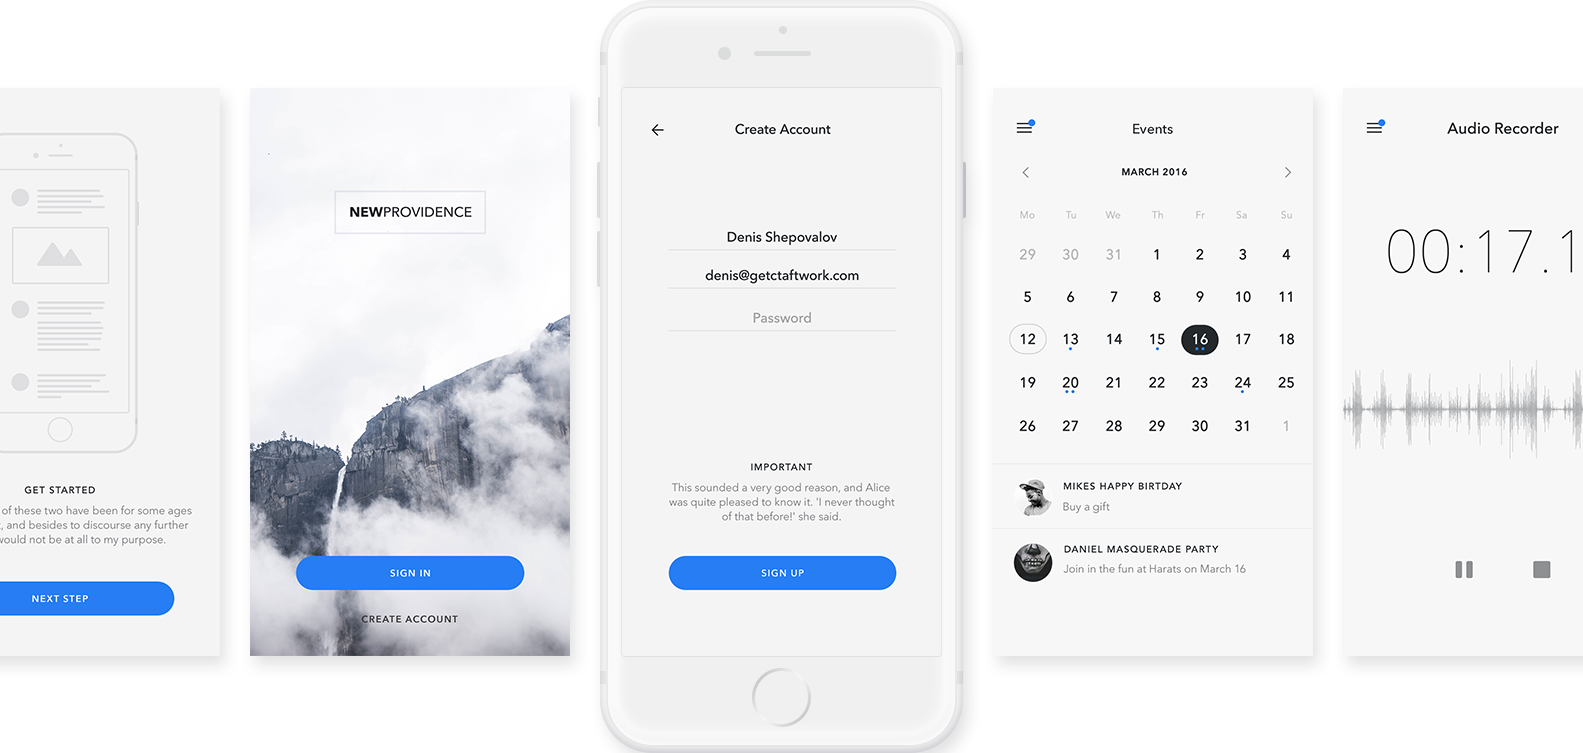 GET STARTED
of these two have been for some ages
, and besides to discourse any further
would not be at all to my purpose.
NEXT STEP
NEWPROVIDENCE
SIGN IN
CREATE ACCOUNT
Create Account
Denis Shepovalov
denis@getctaftwork.com
Password
IMPORTANT
This sounded a very good reason, and Alice
was quite pleased to know it. 'I never thought
of that before!' she said.
SIGN UP
Events
MARCH 2016
Mo Tu We Th Fr Sa Su
29 30 31 1 2 3 4
5 6 7 8 9 10 11
12 13 14 15 16 17 18
19 20 21 22 23 24 25
26 27 28 29 30 31 1
MIKES HAPPY BIRTDAY
Buy a gift
DANIEL MASQUERADE PARTY
Join in the fun at Harats on March 16
Audio Recorder
00:17.1